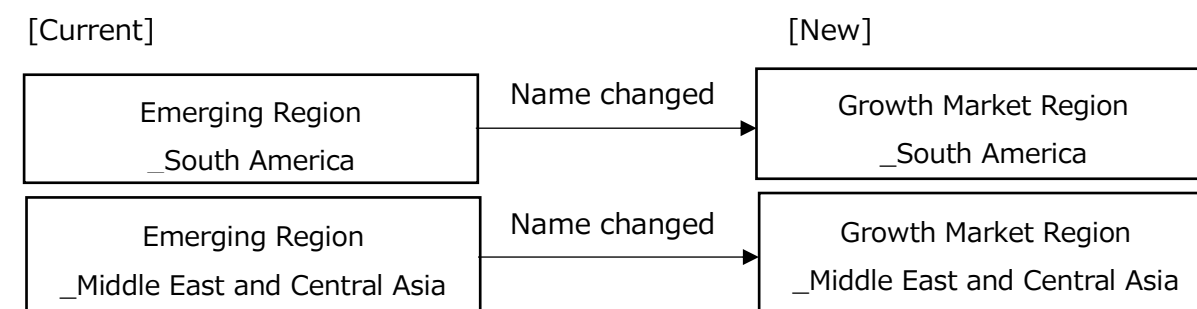 [Current]
[New]
Emerging Region
_South America
Name changed
Growth Market Region
_South America
Emerging Region
_Middle East and Central Asia
Name changed
Growth Market Region
_Middle East and Central Asia